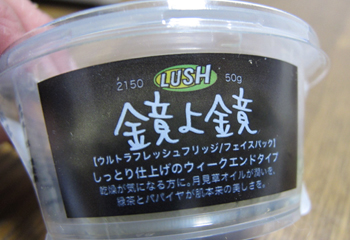 LUSH
2150 50g
鏡よ鏡
【ウルトラフレッシュフリッジ/フェイスパック】
しっとり仕上げのウィークエンドタイプ
乾燥が気になる方に。月見草オイルが潤いを、
緑茶とパパイヤが肌本来の美しさを。